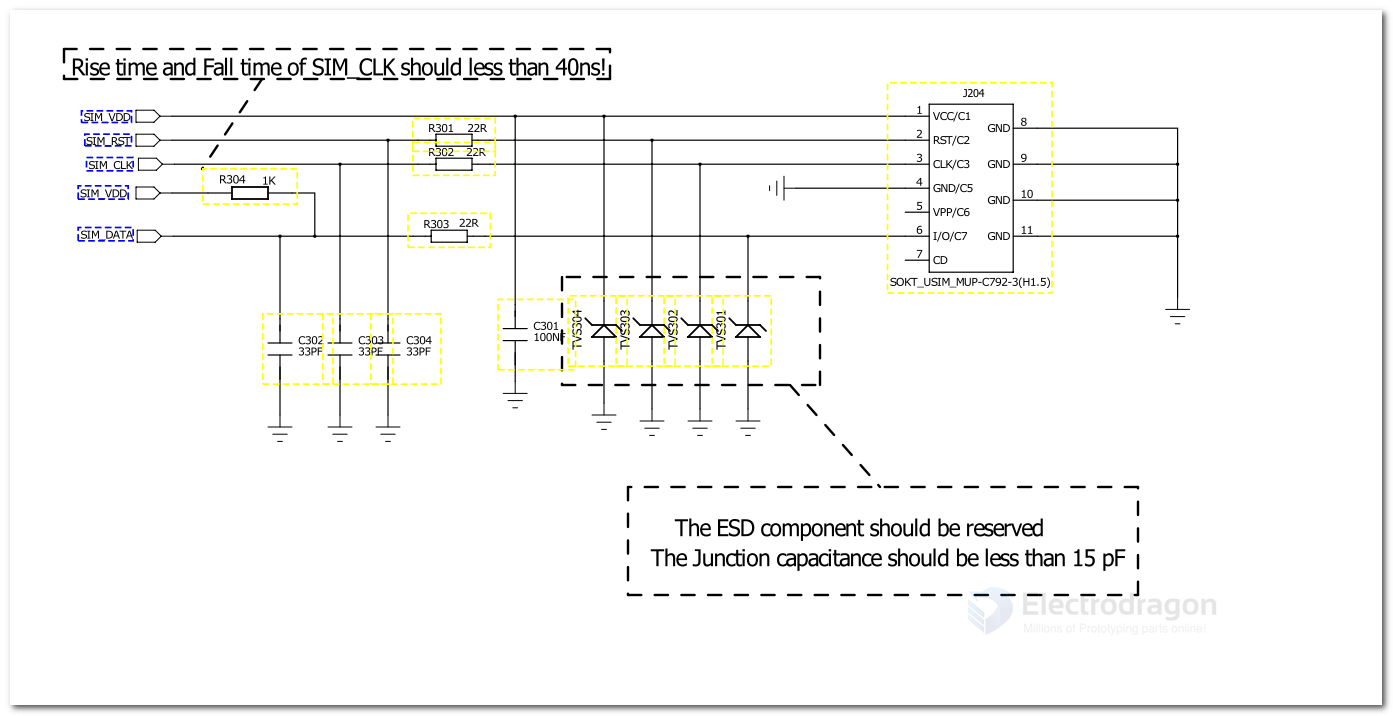 Rise time and Fall time of SIM_CLK should less than 40ns!
J204
SIM_VDD
1
VCC/C1
GND
8
R301 22R
SIM_RST
2
RST/C2
R302 22R
SIM_CLK
3
CLK/C3
GND
9
R304 1K
SIM_VDD
4
GND/C5
GND
10
5
VPP/C6
R303 22R
SIM_DATA
6
I/O/C7
GND
11
7
CD
SOKT_USIM_MUP-C792-3(H1.5)
C302
33PF
C303
33PF
C304
33PF
C301
100NF
TVS304
TVS303
TVS302
TVS301
The ESD component should be reserved
The Junction capacitance should be less than 15 pF
Electrodragon
Millions of Prototyping parts online!